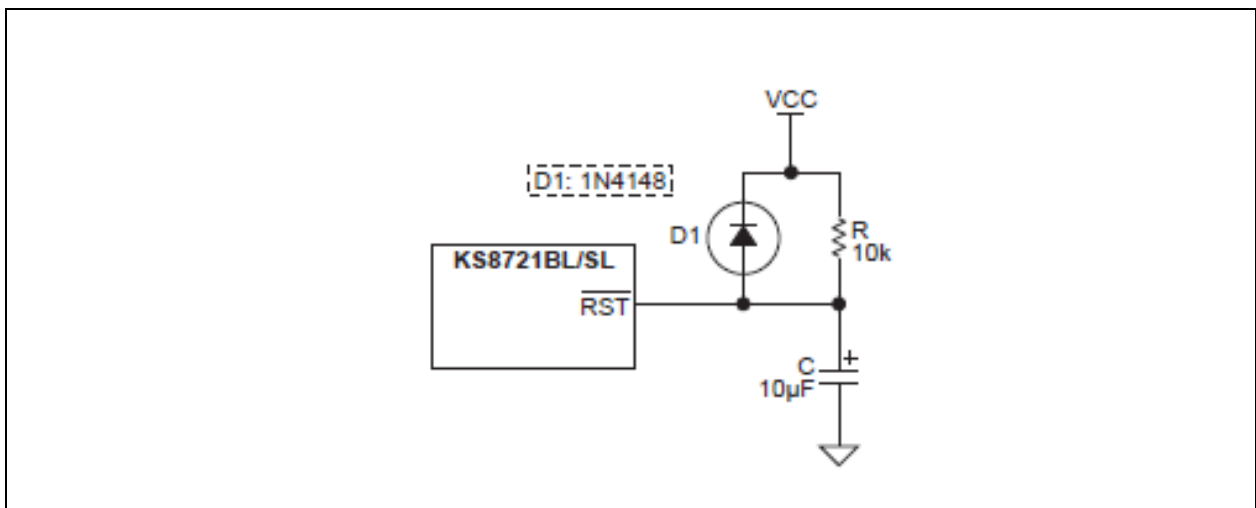 VCC
D1: 1N4148
D1
R
10k
KS8721BL/SL
RST
C
+
10µF